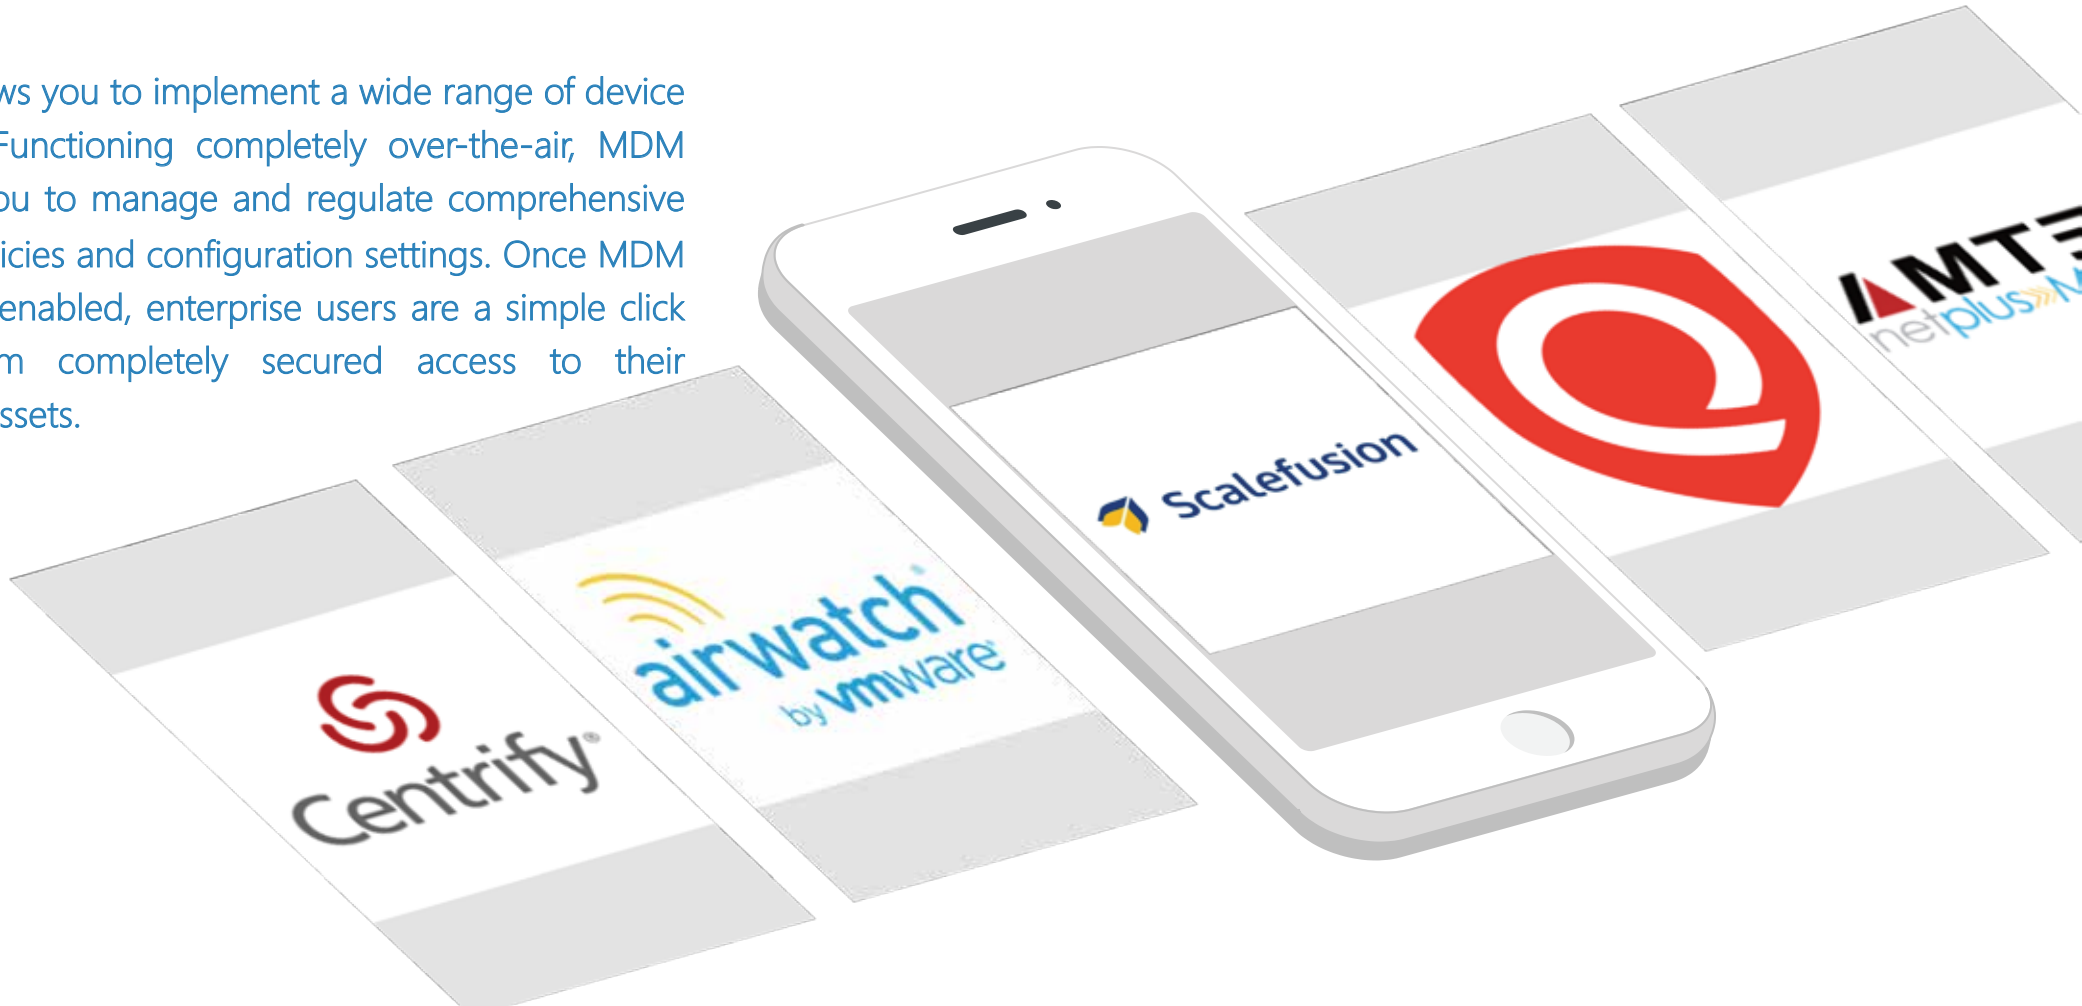 ws you to implement a wide range of device
Functioning completely over-the-air, MDM
ou to manage and regulate comprehensive
icies and configuration settings. Once MDM
enabled, enterprise users are a simple click
m completely secured access to their
ssets.
Scalefusion
AMTE
netplus»M
airwatch
by vmware®
Centrify®